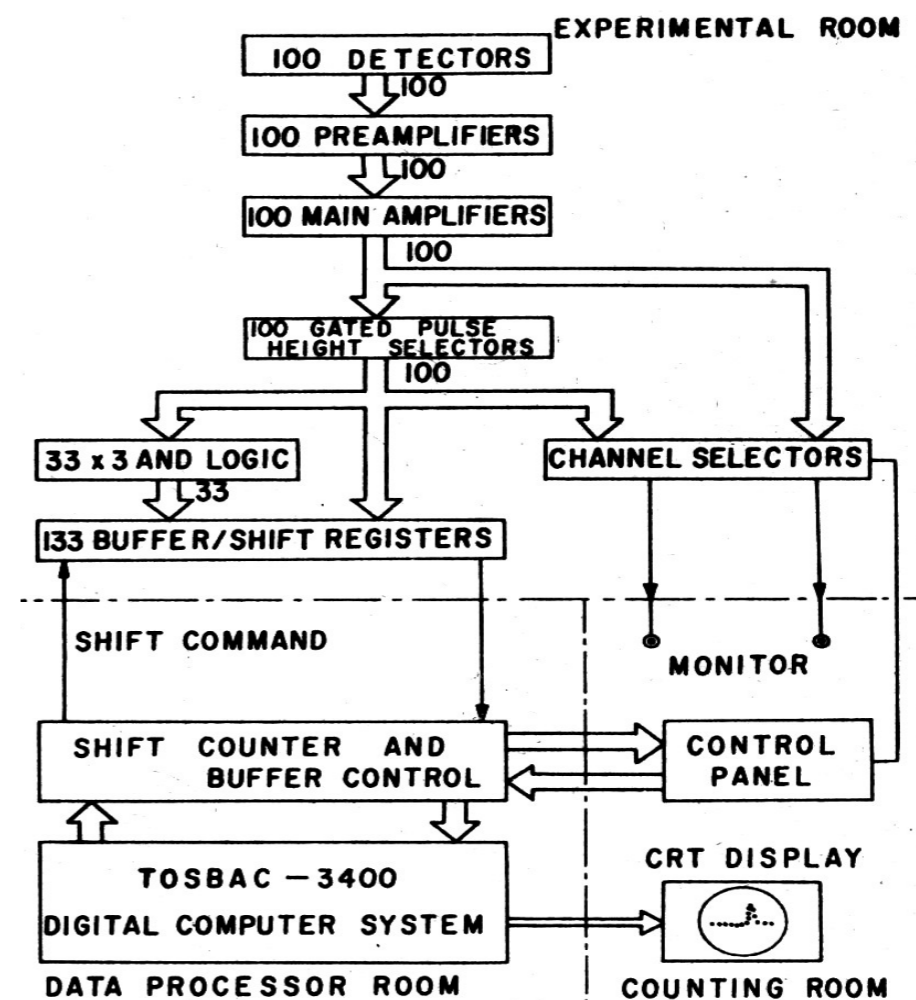 EXPERIMENTAL ROOM
100 DETECTORS
100
100 PREAMPLIFIERS
100
100 MAIN AMPLIFIERS
100
100 GATED PULSE
HEIGHT SELECTORS
100
33 x 3 AND LOGIC
CHANNEL SELECTORS
33
133 BUFFER/SHIFT REGISTERS
SHIFT COMMAND
MONITOR
SHIFT COUNTER AND
BUFFER CONTROL
CONTROL
PANEL
TOSBAC - 3400
DIGITAL COMPUTER SYSTEM
CRT DISPLAY
DATA PROCESSOR ROOM
COUNTING ROOM